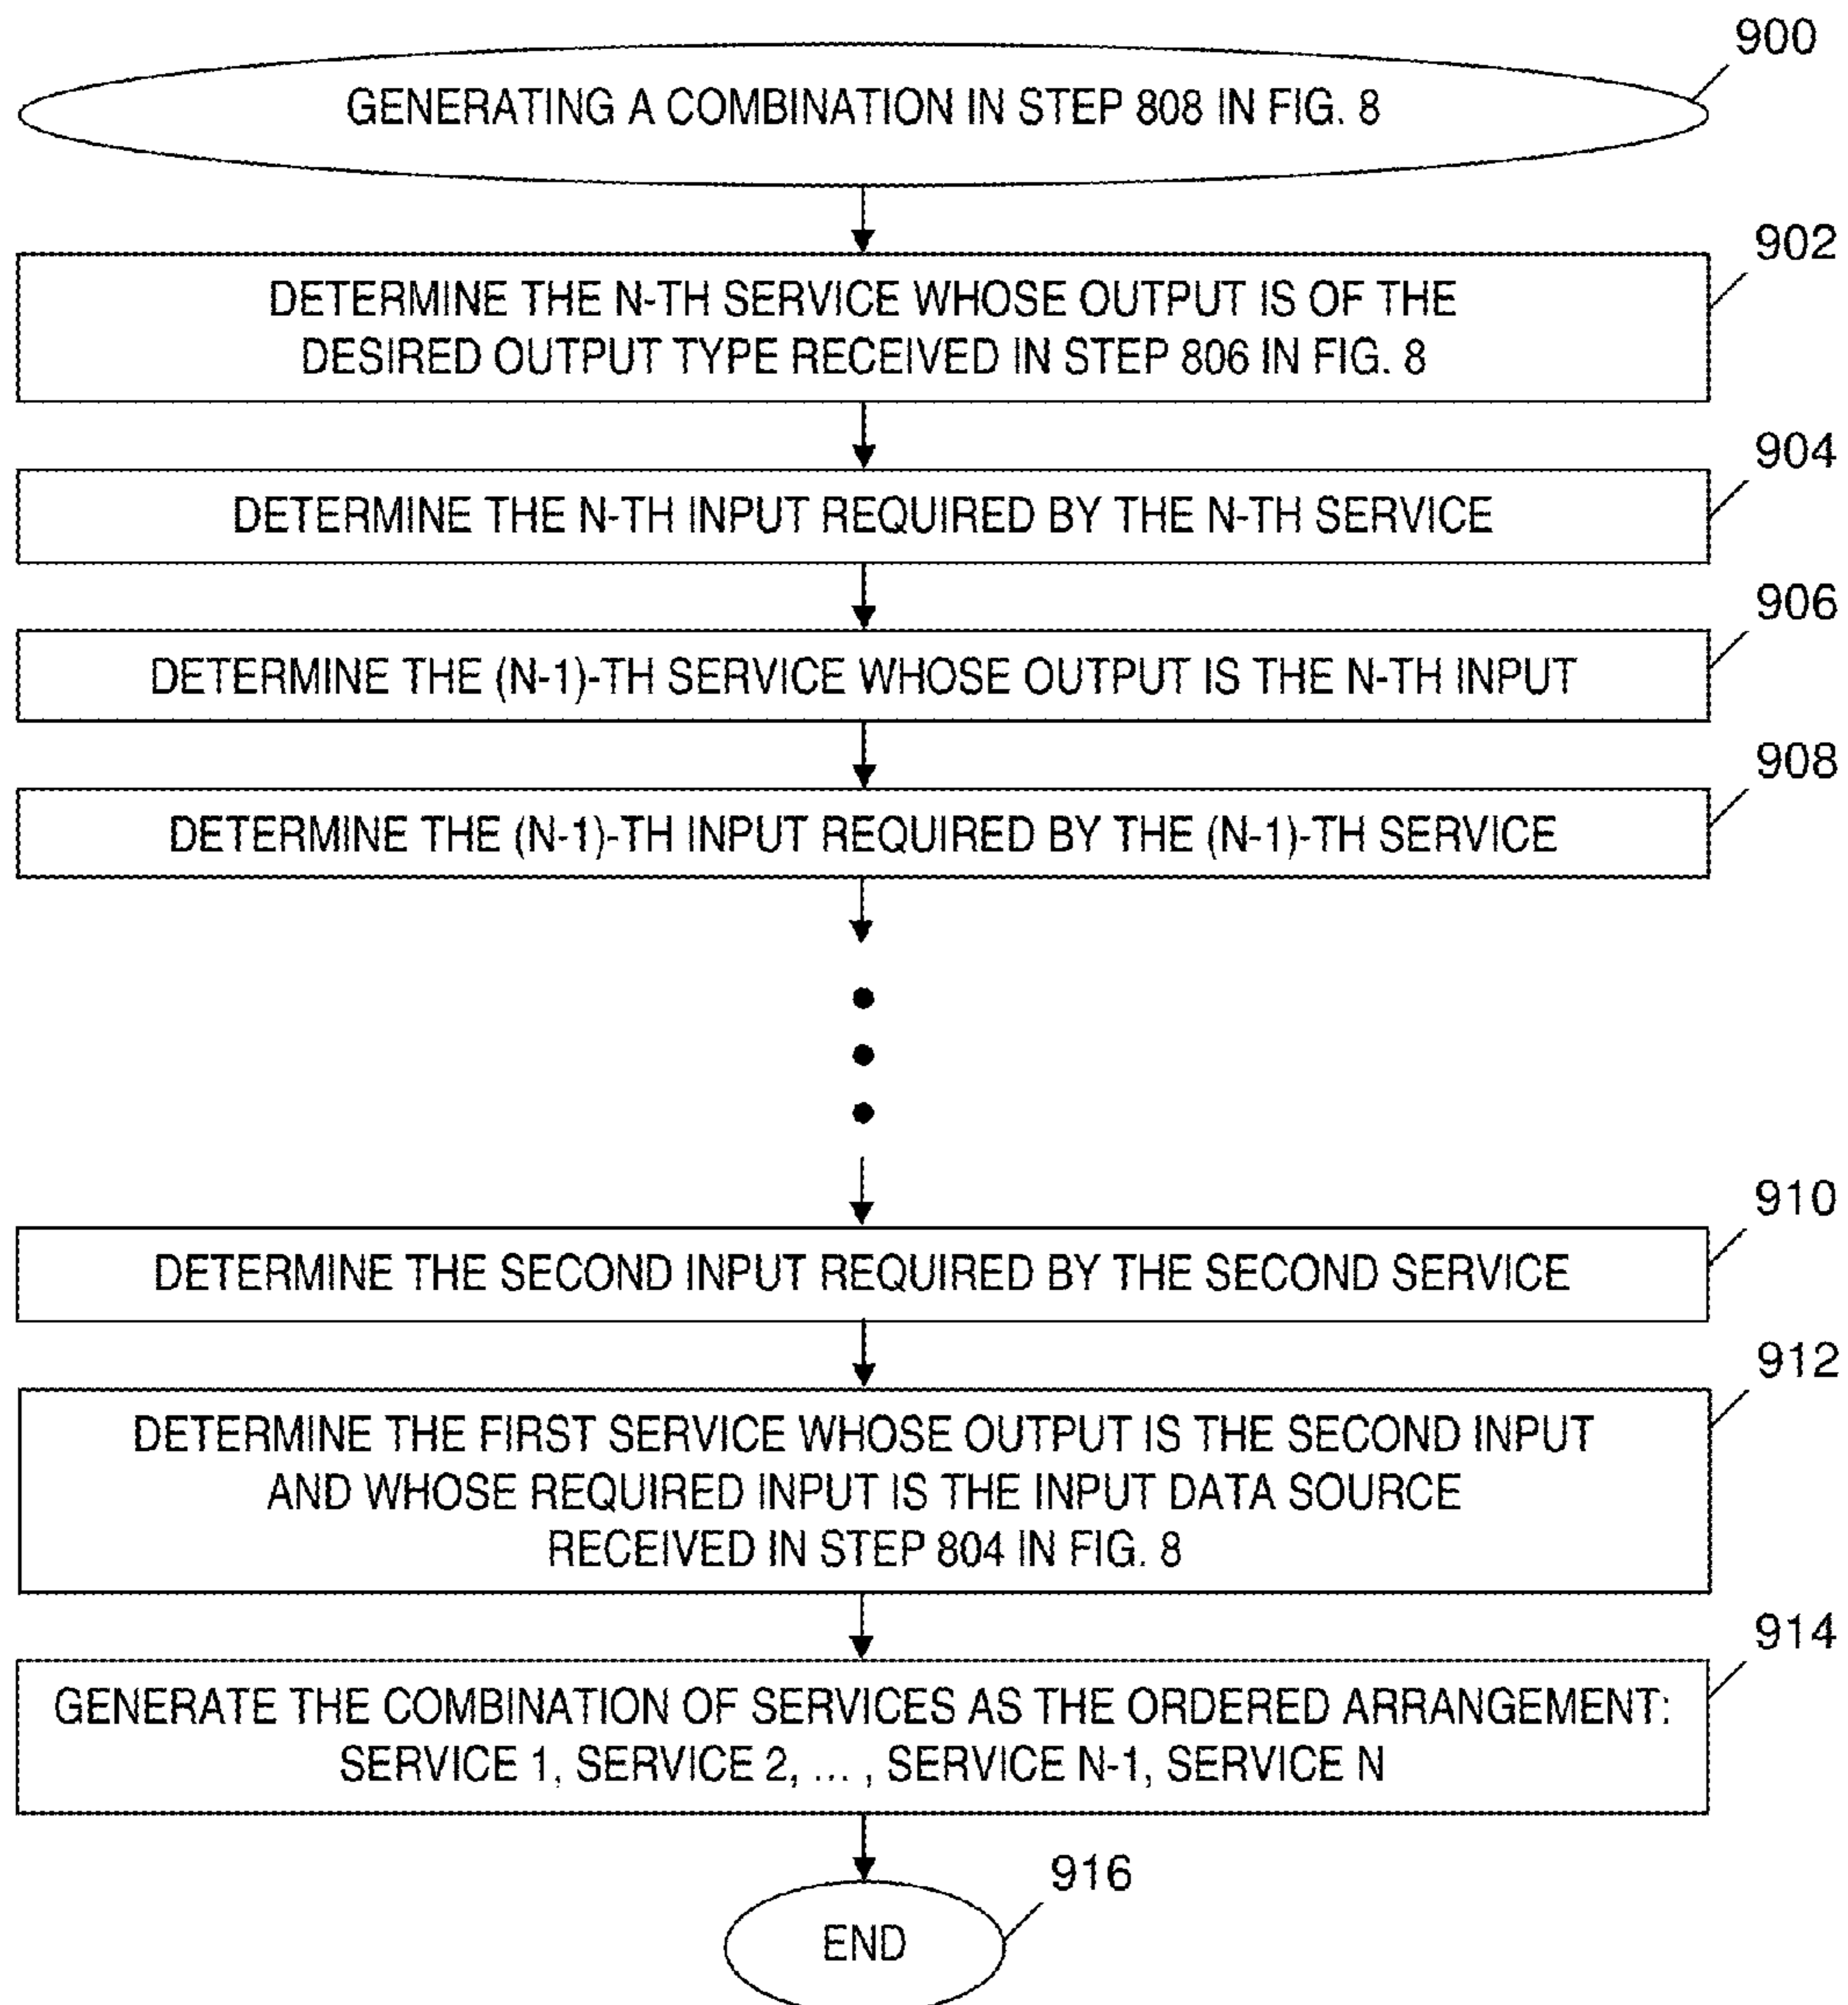 900
GENERATING A COMBINATION IN STEP 808 IN FIG. 8
902
DETERMINE THE N-TH SERVICE WHOSE OUTPUT IS OF THE
DESIRED OUTPUT TYPE RECEIVED IN STEP 806 IN FIG. 8
904
DETERMINE THE N-TH INPUT REQUIRED BY THE N-TH SERVICE
906
DETERMINE THE (N-1)-TH SERVICE WHOSE OUTPUT IS THE N-TH INPUT
908
DETERMINE THE (N-1)-TH INPUT REQUIRED BY THE (N-1)-TH SERVICE
910
DETERMINE THE SECOND INPUT REQUIRED BY THE SECOND SERVICE
912
DETERMINE THE FIRST SERVICE WHOSE OUTPUT IS THE SECOND INPUT
AND WHOSE REQUIRED INPUT IS THE INPUT DATA SOURCE
RECEIVED IN STEP 804 IN FIG. 8
914
GENERATE THE COMBINATION OF SERVICES AS THE ORDERED ARRANGEMENT:
SERVICE 1, SERVICE 2, ... , SERVICE N-1, SERVICE N
916
END